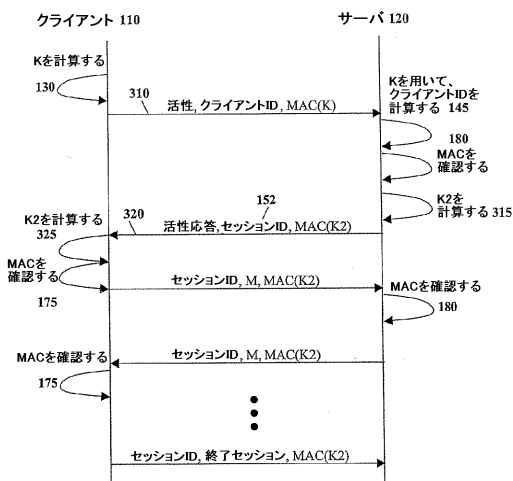 クライアント 110
サーバ 120
Kを計算する
130
310
活性, クライアントID, MAC(K)
Kを用いて、
クライアントIDを
計算する 145
180
MACを
確認する
K2を
計算する 315
152
K2を計算する
325
320
活性応答, セッションID, MAC(K2)
MACを
確認する
175
セッションID, M, MAC(K2)
MACを確認する
180
セッションID, M, MAC(K2)
MACを確認する
175
セッションID, 終了セッション, MAC(K2)